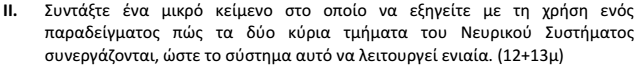 II. Συντάξτε ένα μικρό κείμενο στο οποίο να εξηγείτε με τη χρήση ενός
παραδείγματος πώς τα δύο κύρια τμήματα του Νευρικού Συστήματος
συνεργάζονται, ώστε το σύστημα αυτό να λειτουργεί ενιαία. (12+13μ)